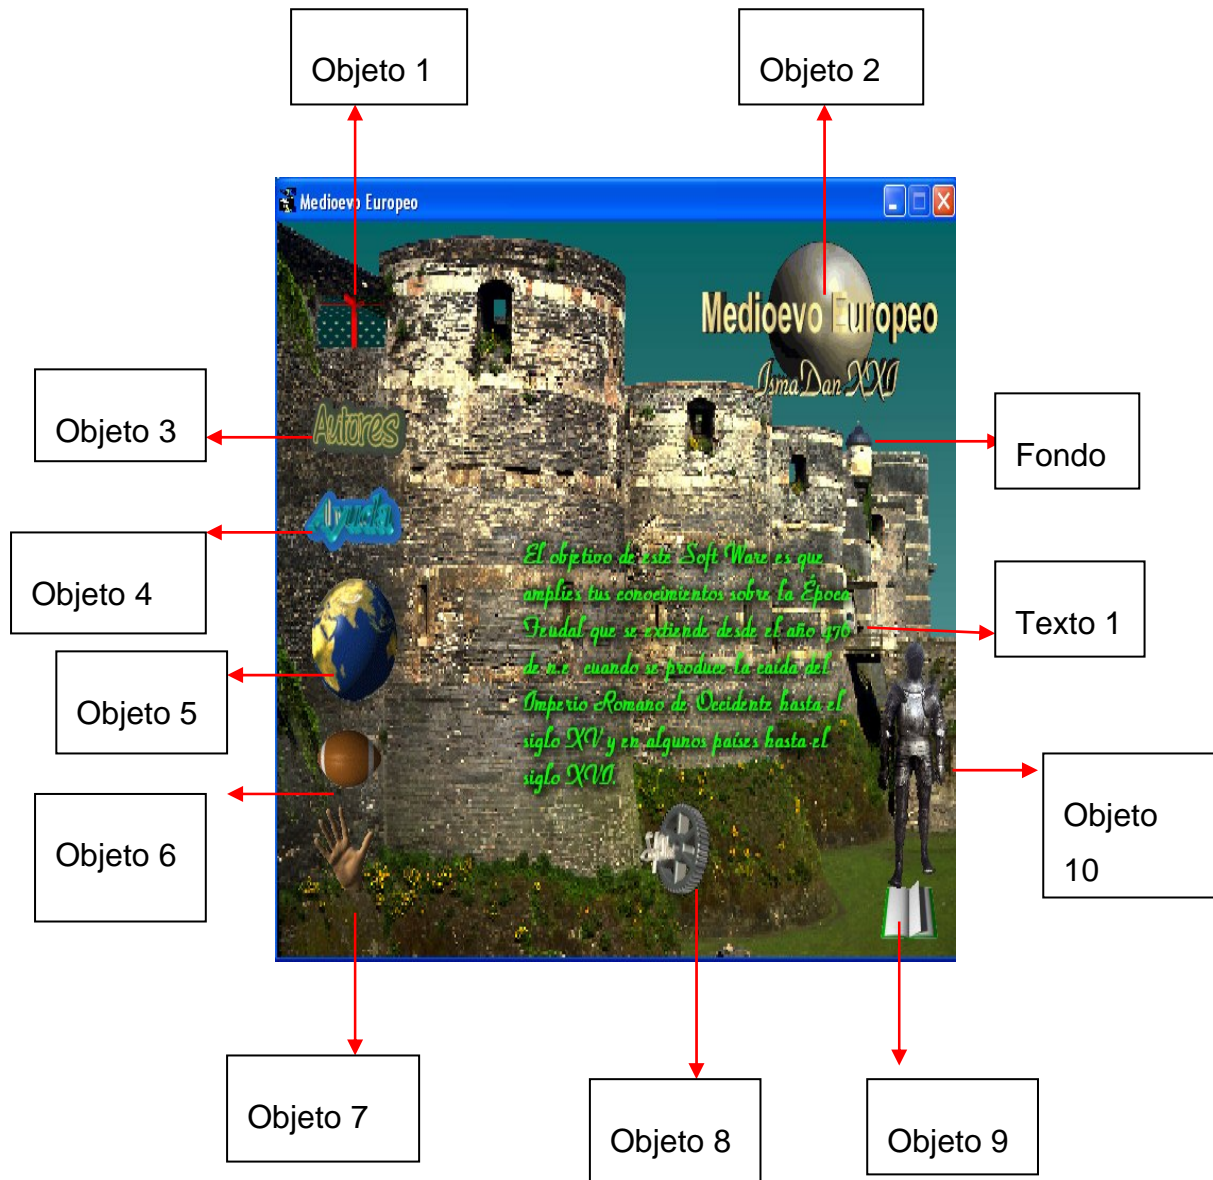 Objeto 1
Objeto 2
Medioevo Europeo
Medioevo Europeo
IsmaDan XXI
Objeto 3
Autores
Fondo
Ayuda
Objeto 4
El objetivo de este Soft Ware es que
amplies tus conocimientos sobre la Época
Feudal que se extiende desde el año 476
de n.e cuando se produce la caida del
Imperio Romano de Occidente hasta el
siglo XV y en algunos países hasta el
siglo XVI.
Texto 1
Objeto 5
Objeto 6
Objeto
10
Objeto 7
Objeto 8
Objeto 9